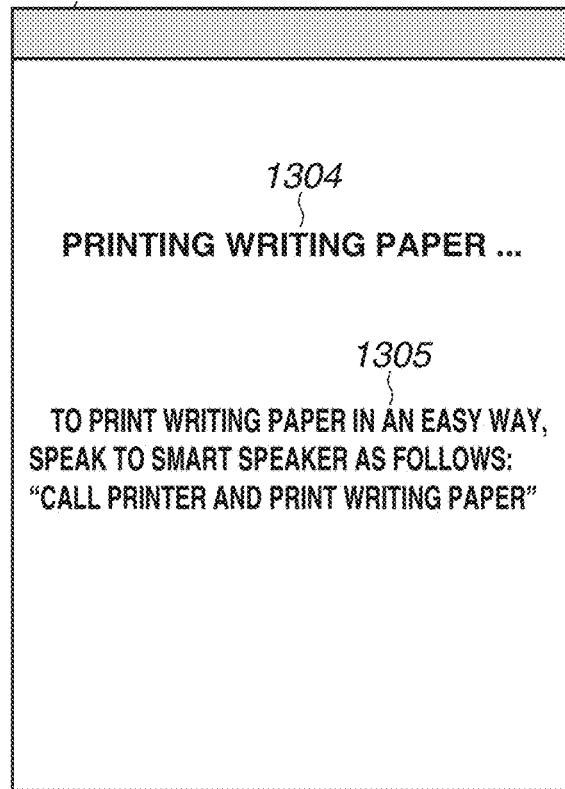 1304
PRINTING WRITING PAPER ...
1305
TO PRINT WRITING PAPER IN AN EASY WAY,
SPEAK TO SMART SPEAKER AS FOLLOWS:
“CALL PRINTER AND PRINT WRITING PAPER”